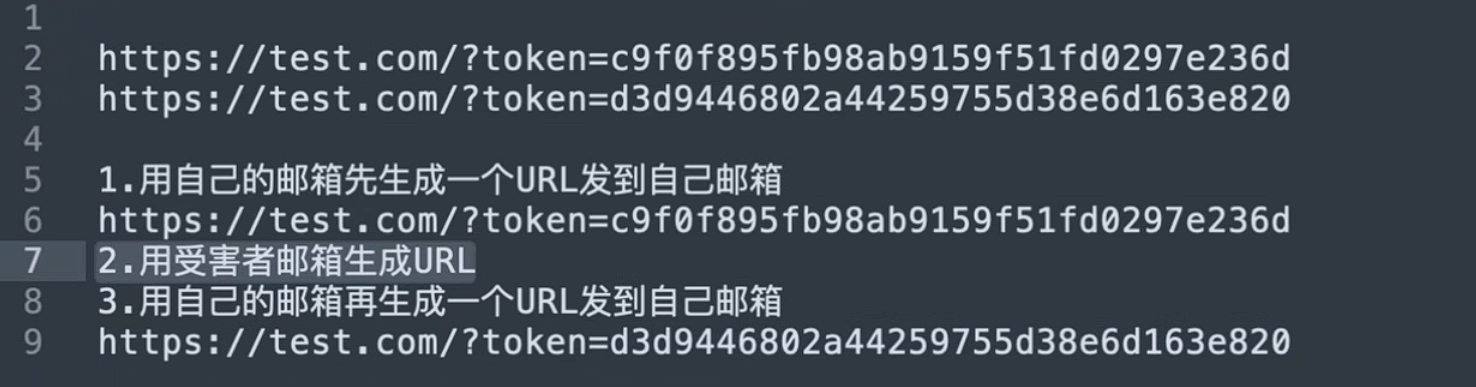 1
2 https://test.com/?token=c9f0f895fb98ab9159f51fd0297e236d
3 https://test.com/?token=d3d9446802a44259755d38e6d163e820
4
5 1.用自己的邮箱先生成一个URL发到自己邮箱
6 https://test.com/?token=c9f0f895fb98ab9159f51fd0297e236d
7 2.用受害者邮箱生成URL
8 3.用自己的邮箱再生成一个URL发到自己邮箱
9 https://test.com/?token=d3d9446802a44259755d38e6d163e820